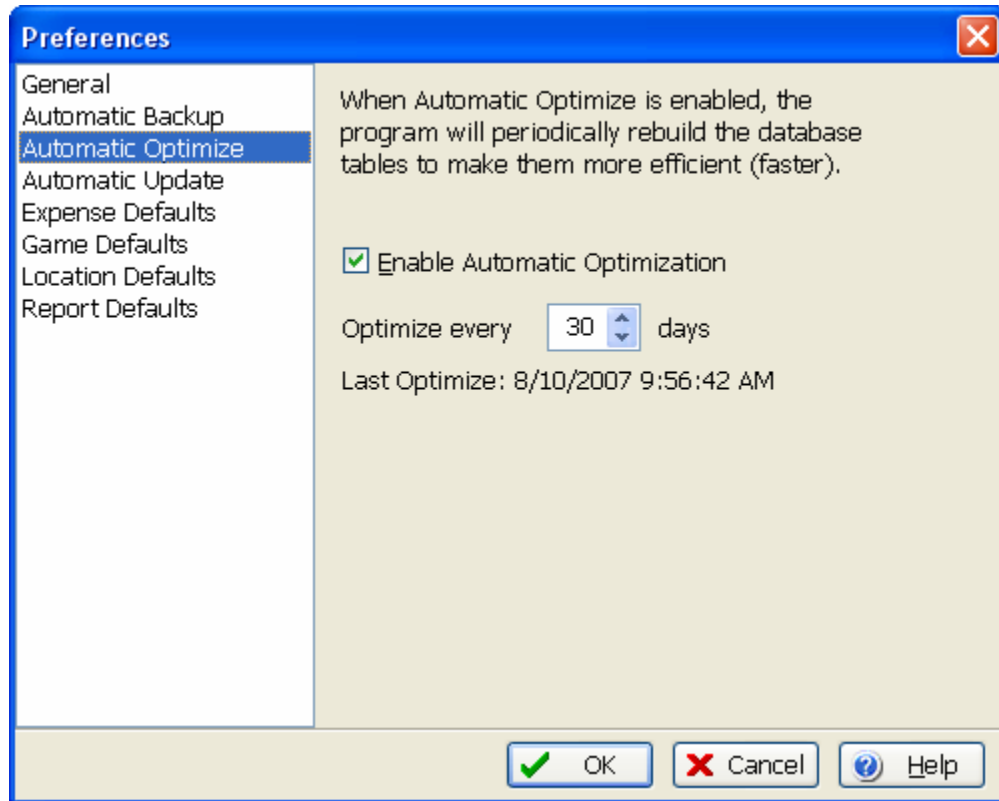 Preferences
General
Automatic Backup
Automatic Optimize
Automatic Update
Expense Defaults
Game Defaults
Location Defaults
Report Defaults
When Automatic Optimize is enabled, the
program will periodically rebuild the database
tables to make them more efficient (faster).
Enable Automatic Optimization
Optimize every 30 days
Last Optimize: 8/10/2007 9:56:42 AM
OK Cancel Help